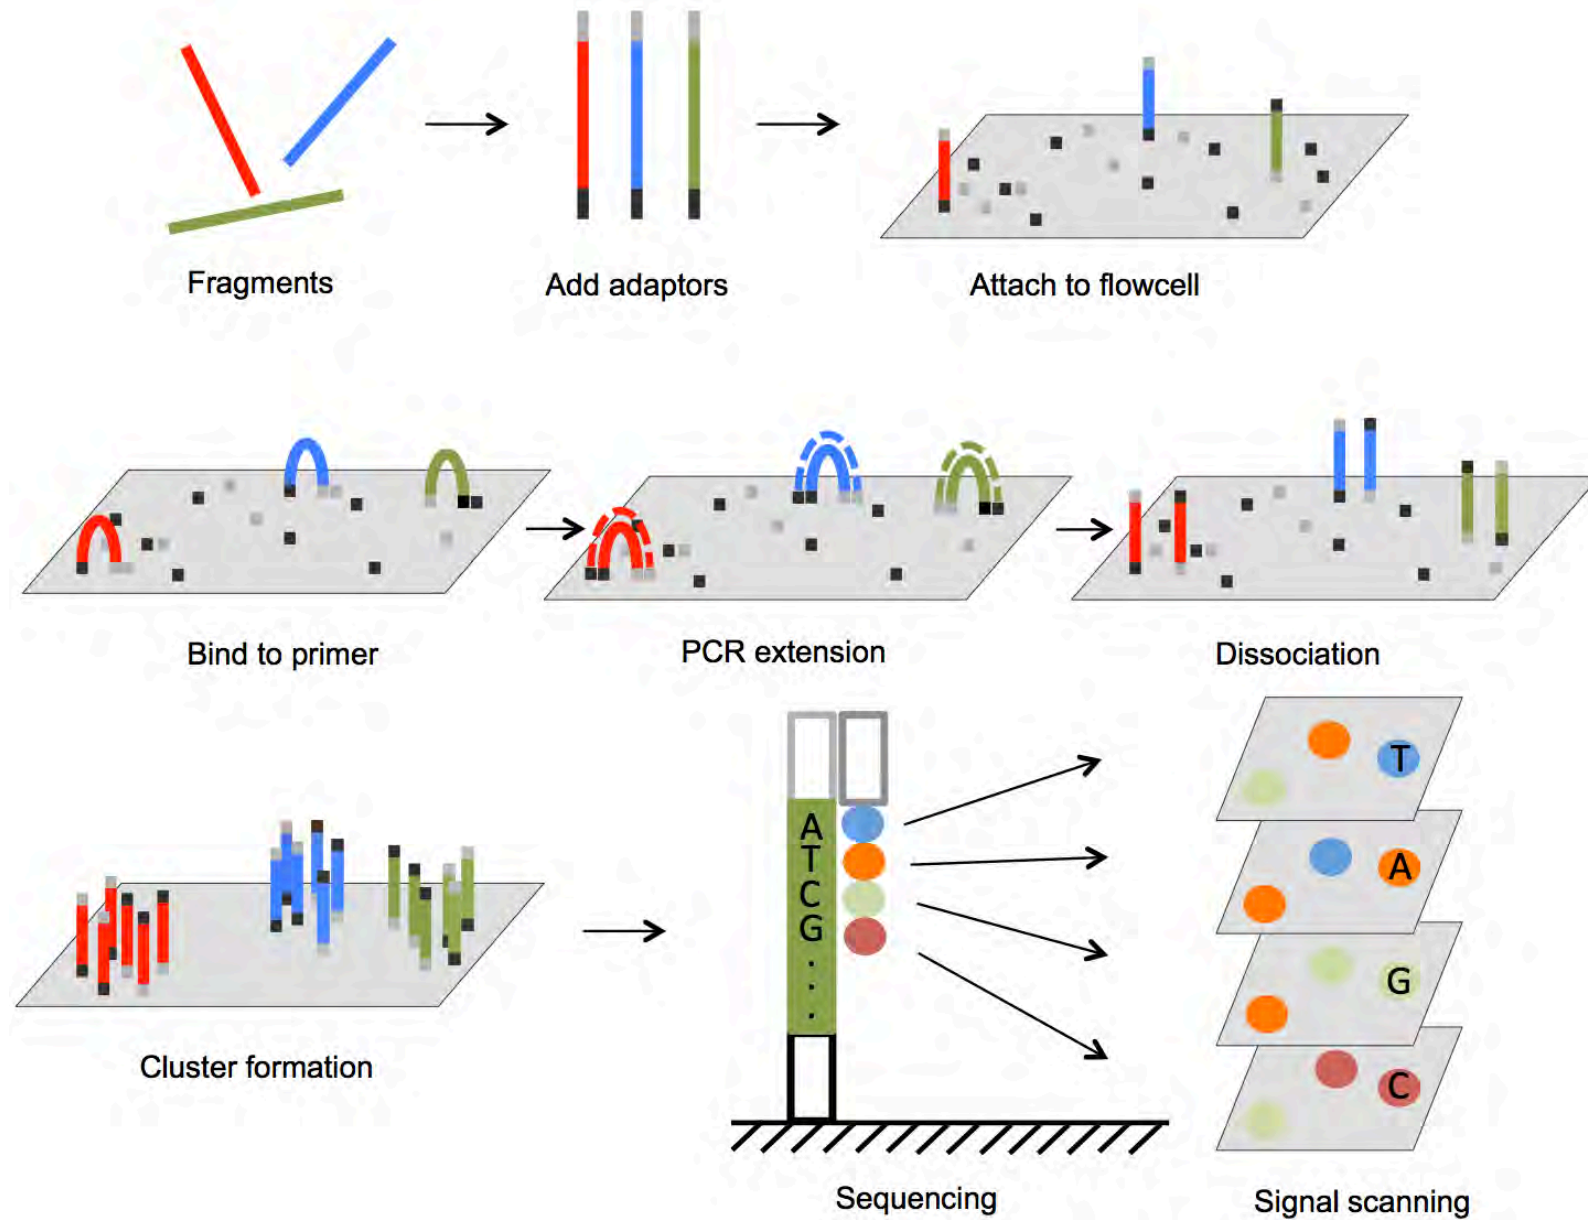 Fragments
Add adaptors
Attach to flowcell
Bind to primer
PCR extension
Dissociation
Cluster formation
A
T
C
G
.
.
.
Sequencing
T
A
G
C
Signal scanning